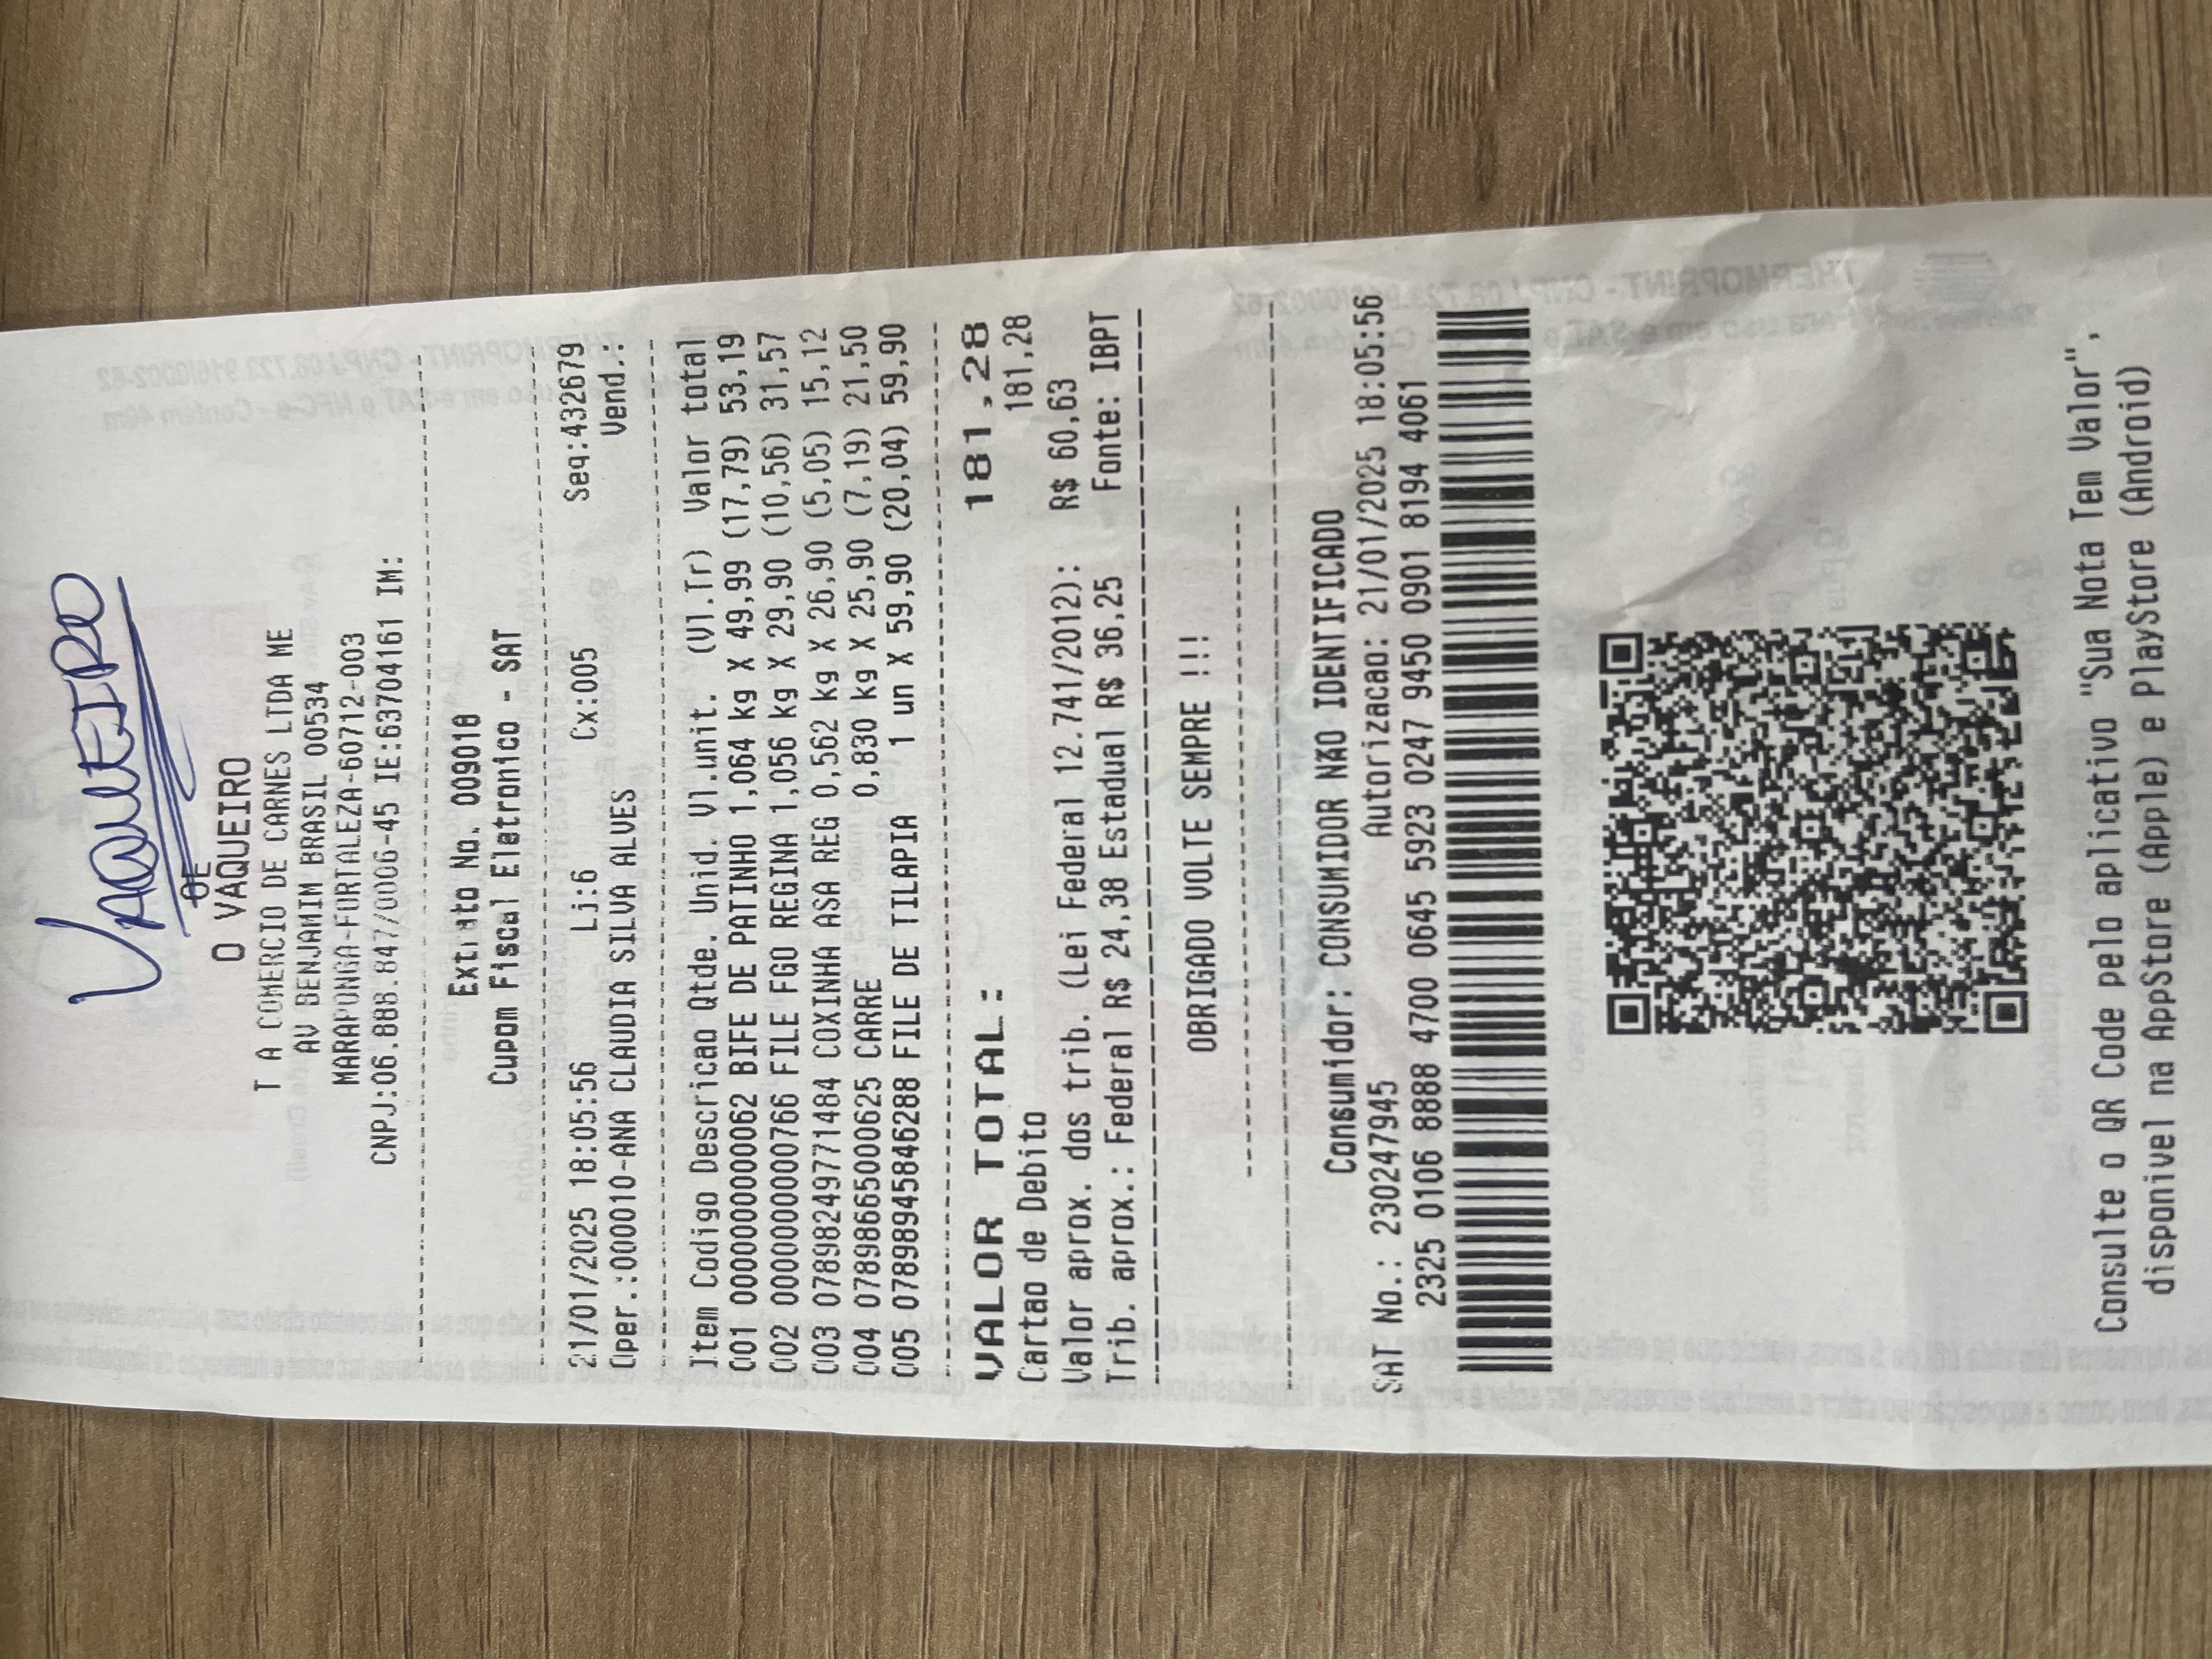 VAQUEIRO
OE
O VAQUEIRO
T A COMERCIO DE CARNES LTDA ME
AV BENJAMIM BRASIL 00534
MARAPONGA-FORTALEZA-60712-003
CNPJ:06.888.847/0006-45 IE:63704161 IM:
Extrato No. 009018
Cupom Fiscal Eletronico - SAT
21/01/2025 18:05:56 Lj:6 Cx:005 Seq:432679
Oper.:000010-ANA CLAUDIA SILVA ALVES Vend.:
Item Codigo Descricao Qtde. Unid. Vl.unit. (Vl.Tr) Valor total
001 00000000000062 BIFE DE PATINHO 1,064 kg X 49,99 (17,79) 53,19
002 00000000000766 FILE FGO REGINA 1,056 kg X 29,90 (10,56) 31,57
003 07898249771484 COXINHA ASA REG 0,562 kg X 26,90 (5,05) 15,12
004 07898665000625 CARRE 0,830 kg X 25,90 (7,19) 21,50
005 07898945846288 FILE DE TILAPIA 1 un X 59,90 (20,04) 59,90
VALOR TOTAL: 181,28
Cartao de Debito 181,28
Valor aprox. dos trib. (Lei Federal 12.741/2012): R$ 60,63
Trib. aprox.: Federal R$ 24,38 Estadual R$ 36,25 Fonte: IBPT
OBRIGADO VOLTE SEMPRE !!!
Consumidor: CONSUMIDOR NÃO IDENTIFICADO
SAT No.: 230247945 Autorizacao: 21/01/2025 18:05:56
2325 0106 8888 4700 0645 5923 0247 9450 0901 8194 4061
Consulte o QR Code pelo aplicativo "Sua Nota Tem Valor",
disponivel na AppStore (Apple) e PlayStore (Android)